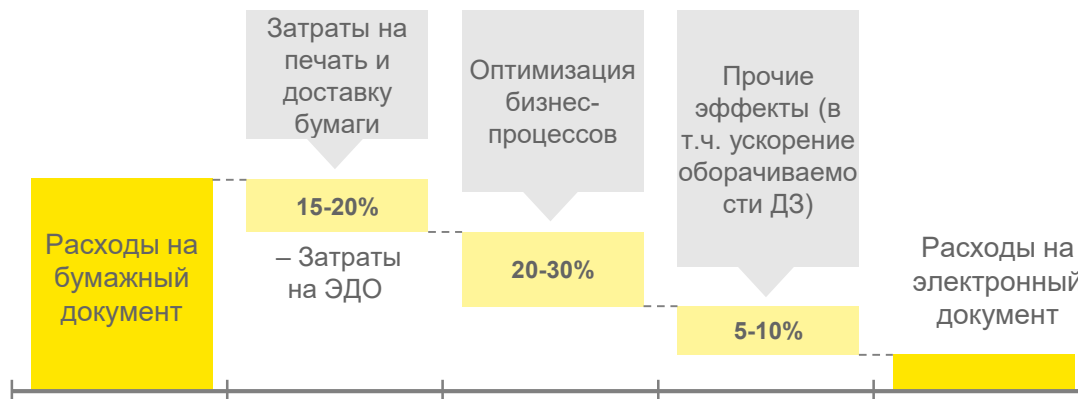 Затраты на
печать и
доставку
бумаги
Оптимизация
бизнес-
процессов
Прочие
эффекты (в
т.ч. ускорение
оборачиваемо
сти ДЗ)
Расходы на
бумажный
документ
15-20%
– Затраты
на ЭДО
20-30%
5-10%
Расходы на
электронный
документ